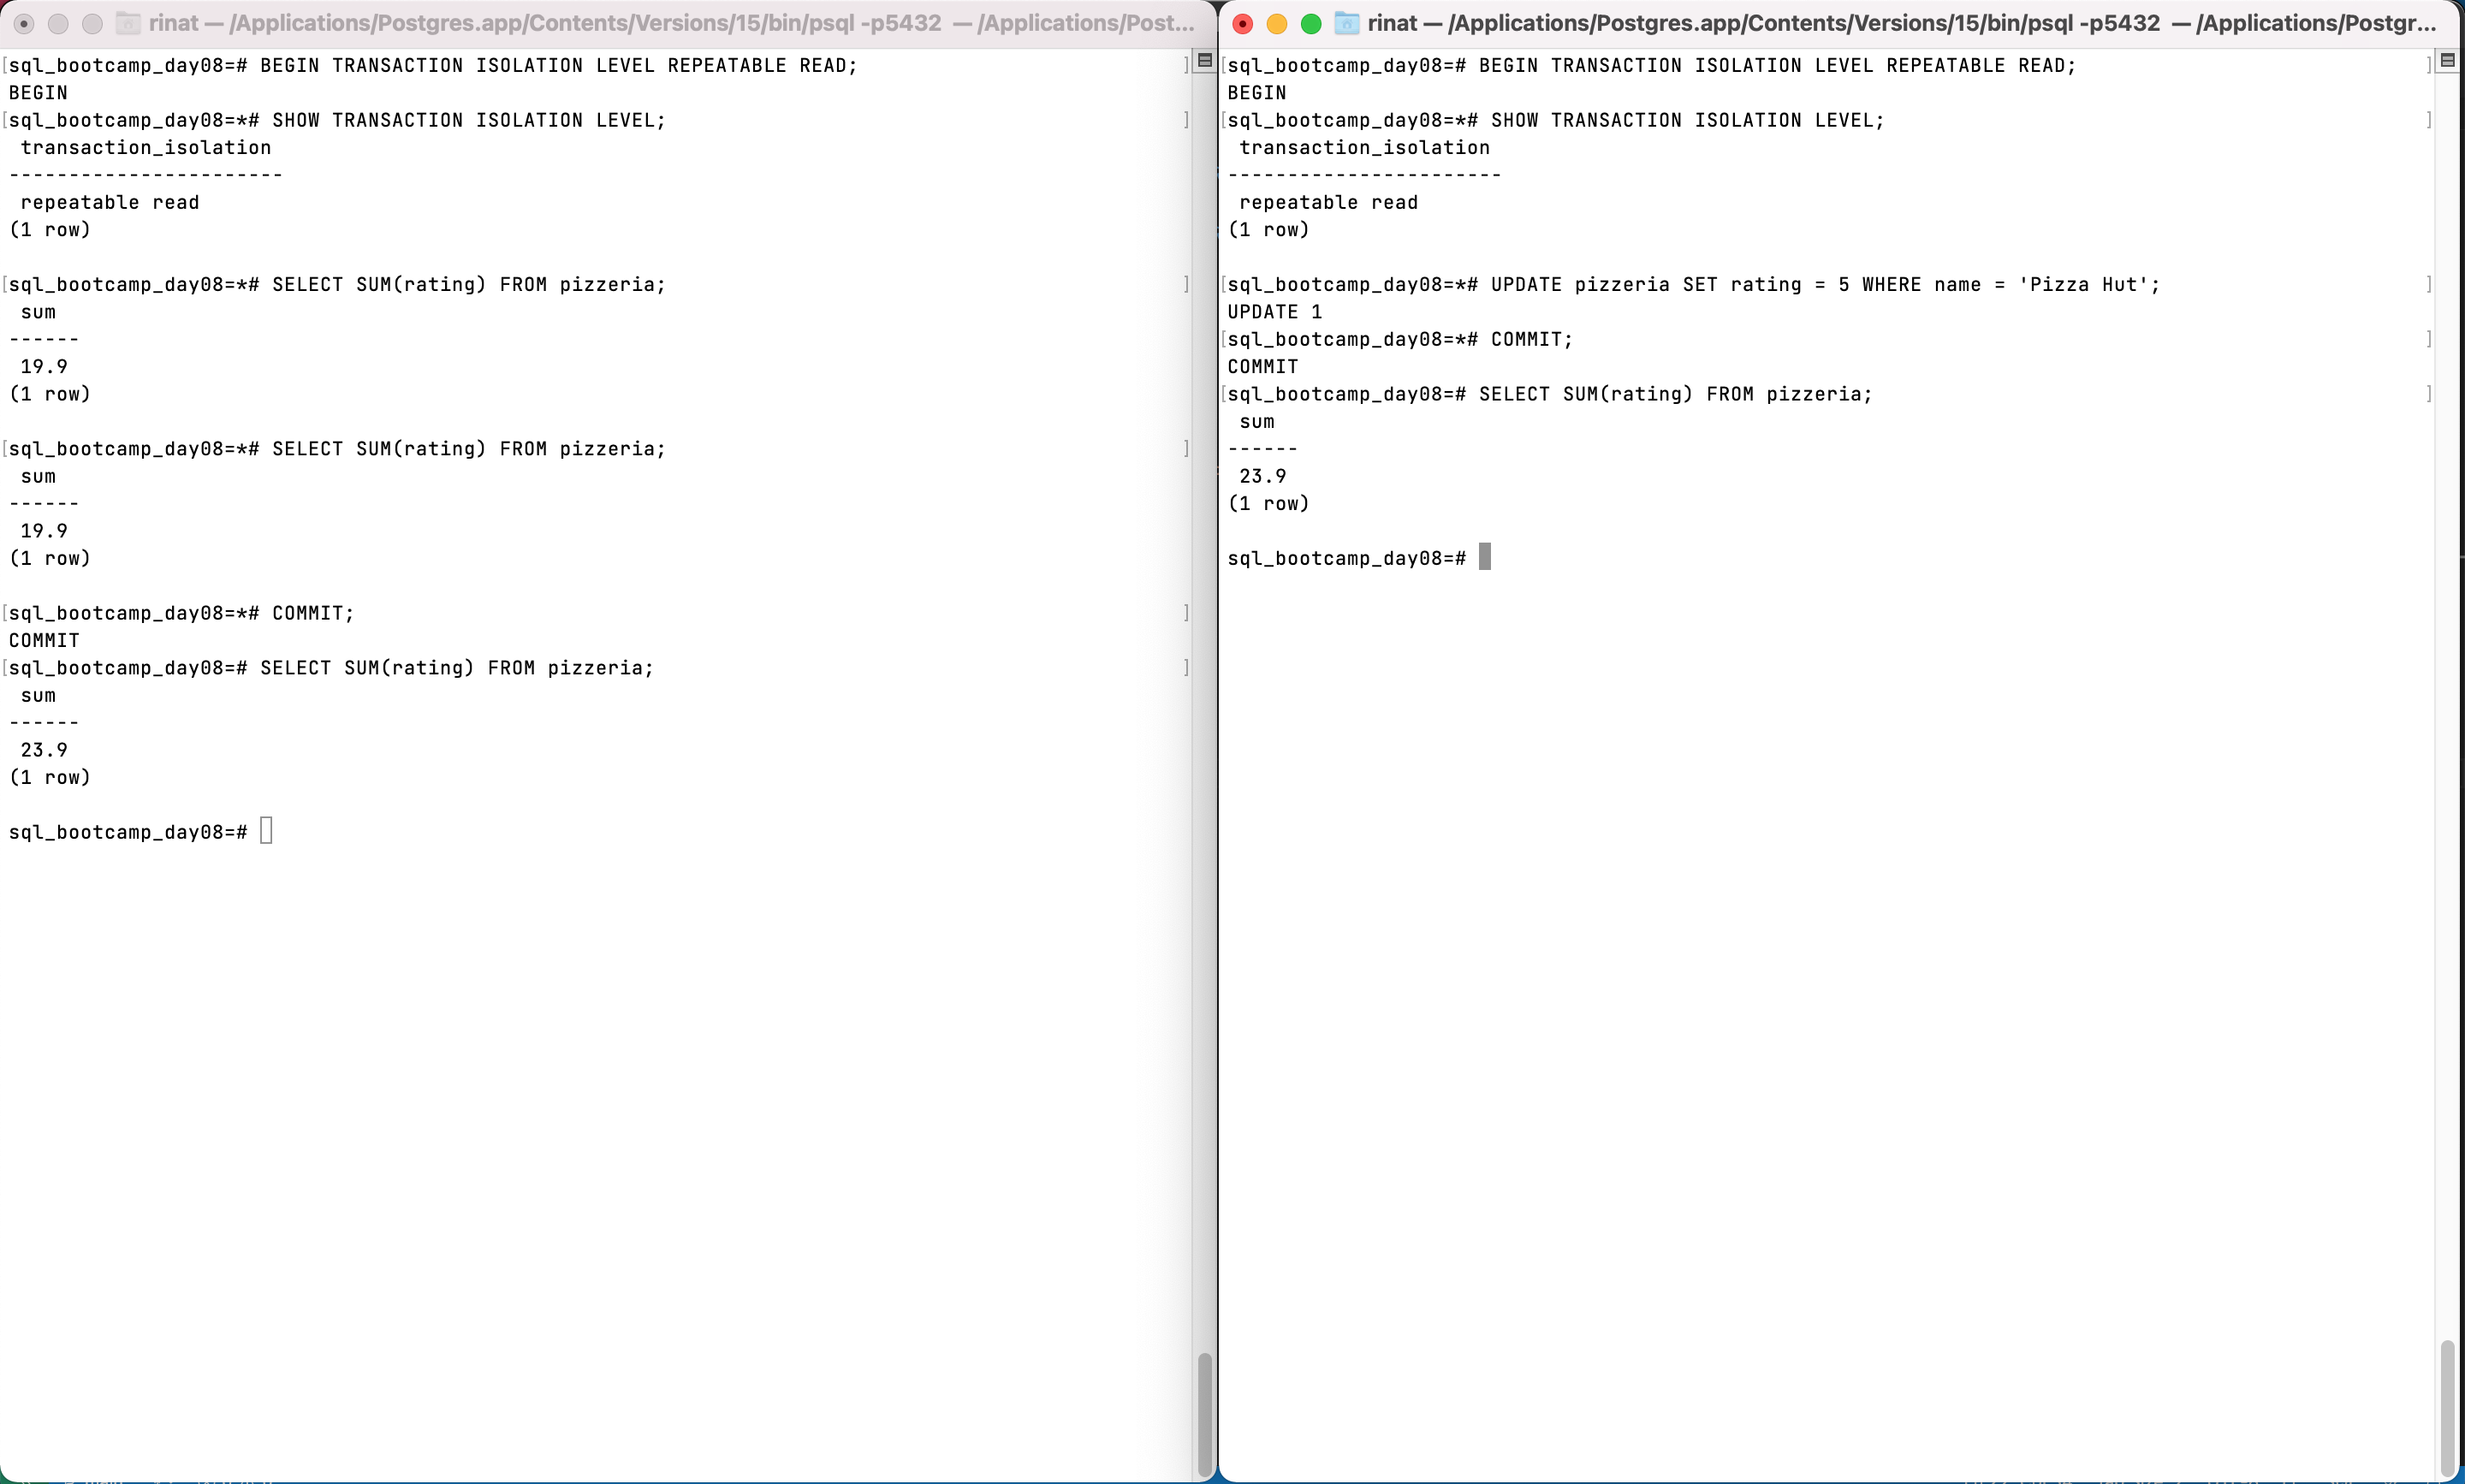 rinat — /Applications/Postgres.app/Contents/Versions/15/bin/psql -p5432 — /Applications/Post...
[sql_bootcamp_day08=# BEGIN TRANSACTION ISOLATION LEVEL REPEATABLE READ; ]
BEGIN
[sql_bootcamp_day08=*# SHOW TRANSACTION ISOLATION LEVEL; ]
transaction_isolation
-----------------------
repeatable read
(1 row)
[sql_bootcamp_day08=*# SELECT SUM(rating) FROM pizzeria; ]
sum
------
19.9
(1 row)
[sql_bootcamp_day08=*# SELECT SUM(rating) FROM pizzeria; ]
sum
------
19.9
(1 row)
[sql_bootcamp_day08=*# COMMIT; ]
COMMIT
[sql_bootcamp_day08=# SELECT SUM(rating) FROM pizzeria; ]
sum
------
23.9
(1 row)
sql_bootcamp_day08=#
rinat — /Applications/Postgres.app/Contents/Versions/15/bin/psql -p5432 — /Applications/Postgr...
[sql_bootcamp_day08=# BEGIN TRANSACTION ISOLATION LEVEL REPEATABLE READ; ]
BEGIN
[sql_bootcamp_day08=*# SHOW TRANSACTION ISOLATION LEVEL; ]
transaction_isolation
-----------------------
repeatable read
(1 row)
[sql_bootcamp_day08=*# UPDATE pizzeria SET rating = 5 WHERE name = 'Pizza Hut'; ]
UPDATE 1
[sql_bootcamp_day08=*# COMMIT; ]
COMMIT
[sql_bootcamp_day08=# SELECT SUM(rating) FROM pizzeria; ]
sum
------
23.9
(1 row)
sql_bootcamp_day08=#